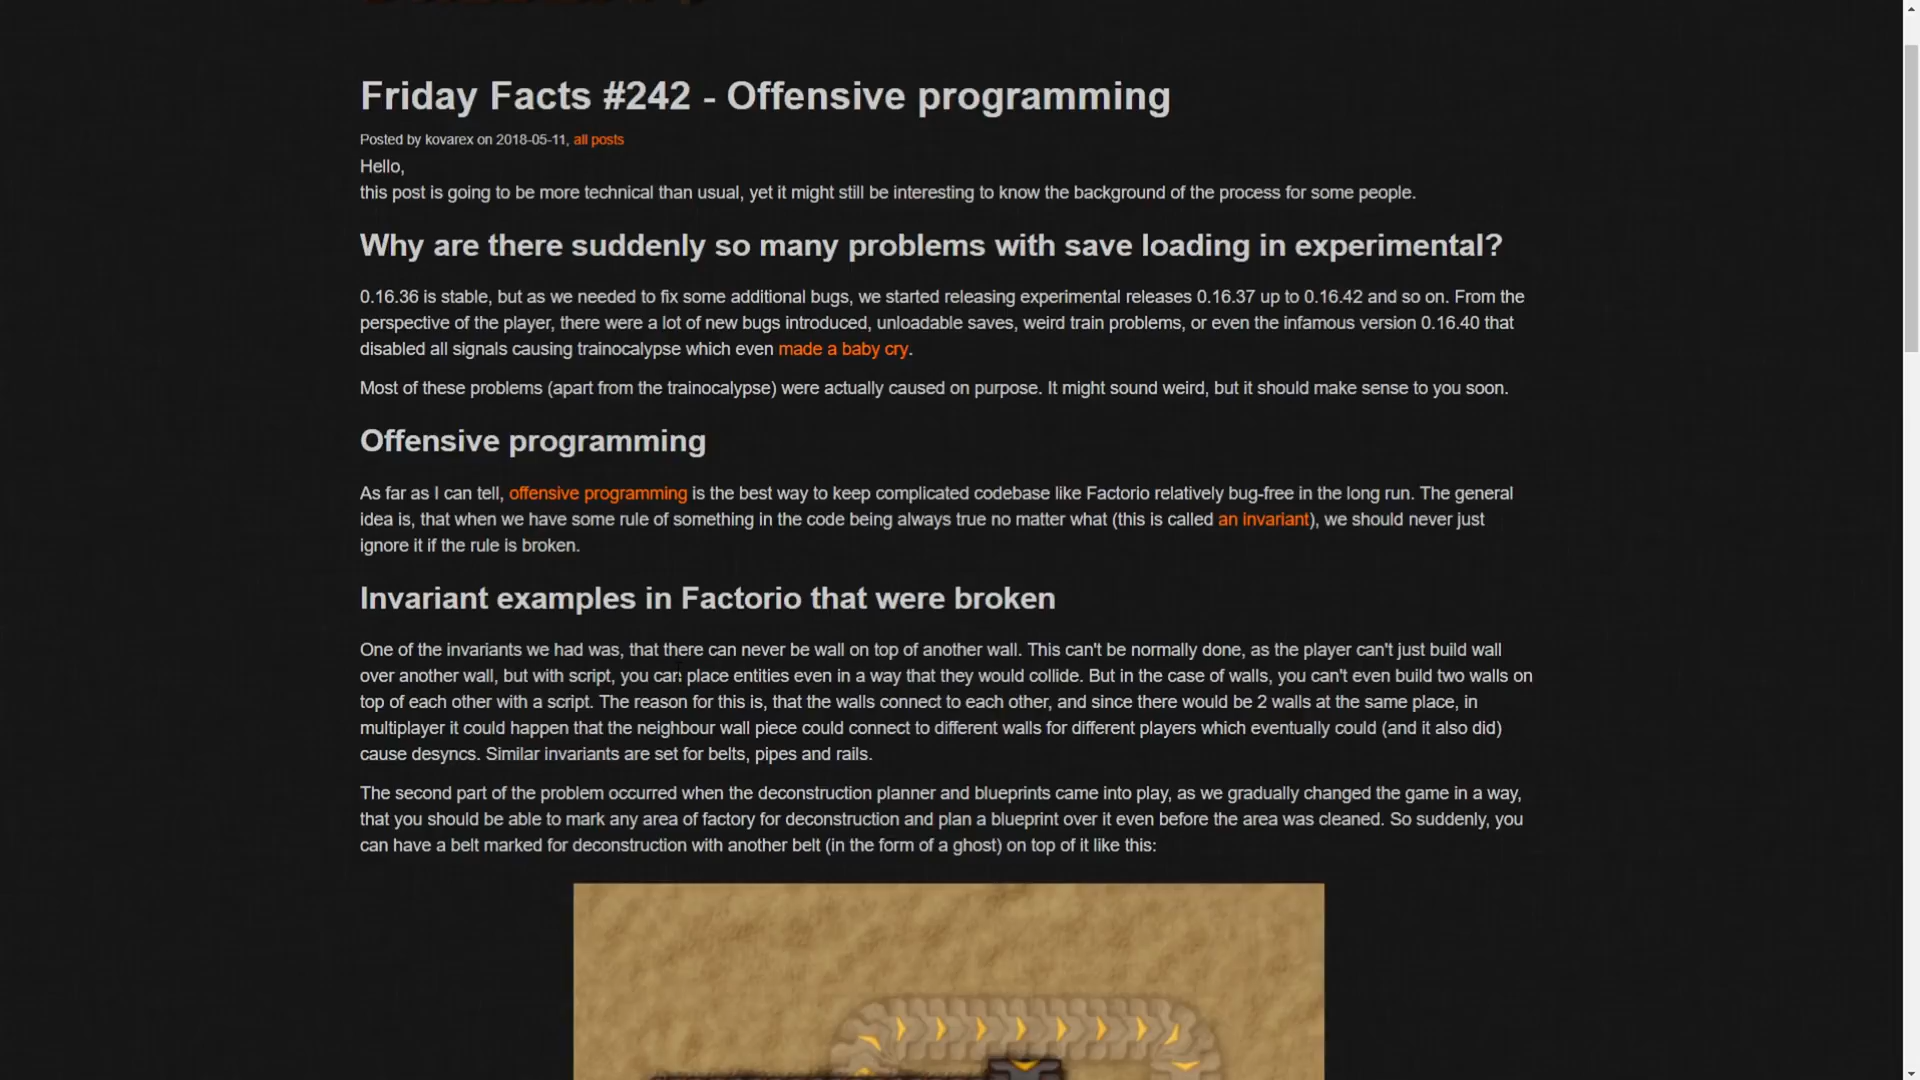 Friday Facts #242 - Offensive programming
Posted by kovarex on 2018-05-11, all posts
Hello,
this post is going to be more technical than usual, yet it might still be interesting to know the background of the process for some people.
Why are there suddenly so many problems with save loading in experimental?
0.16.36 is stable, but as we needed to fix some additional bugs, we started releasing experimental releases 0.16.37 up to 0.16.42 and so on. From the
perspective of the player, there were a lot of new bugs introduced, unloadable saves, weird train problems, or even the infamous version 0.16.40 that
disabled all signals causing trainocalypse which even made a baby cry.
Most of these problems (apart from the trainocalypse) were actually caused on purpose. It might sound weird, but it should make sense to you soon.
Offensive programming
As far as I can tell, offensive programming is the best way to keep complicated codebase like Factorio relatively bug-free in the long run. The general
idea is, that when we have some rule of something in the code being always true no matter what (this is called an invariant), we should never just
ignore it if the rule is broken.
Invariant examples in Factorio that were broken
One of the invariants we had was, that there can never be wall on top of another wall. This can't be normally done, as the player can't just build wall
over another wall, but with script, you can place entities even in a way that they would collide. But in the case of walls, you can't even build two walls on
top of each other with a script. The reason for this is, that the walls connect to each other, and since there would be 2 walls at the same place, in
multiplayer it could happen that the neighbour wall piece could connect to different walls for different players which eventually could (and it also did)
cause desyncs. Similar invariants are set for belts, pipes and rails.
The second part of the problem occurred when the deconstruction planner and blueprints came into play, as we gradually changed the game in a way,
that you should be able to mark any area of factory for deconstruction and plan a blueprint over it even before the area was cleaned. So suddenly, you
can have a belt marked for deconstruction with another belt (in the form of a ghost) on top of it like this: